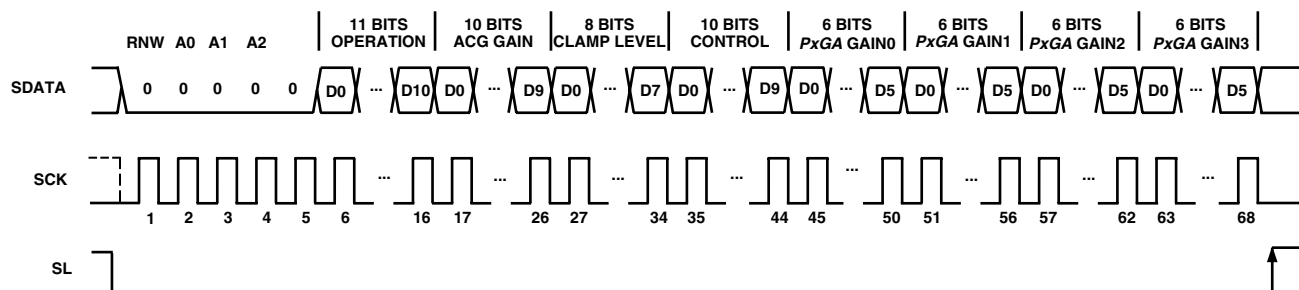 11 BITS OPERATION
10 BITS ACG GAIN
8 BITS CLAMP LEVEL
10 BITS CONTROL
6 BITS PxGA GAIN0
6 BITS PxGA GAIN1
6 BITS PxGA GAIN2
6 BITS PxGA GAIN3
RNW A0 A1 A2
SDATA 0 0 0 0 0 D0 ... D10 D0 ... D9 D0 ... D7 D0 ... D9 D0 ... D5 D0 ... D5 D0 ... D5 D0 ... D5
SCK ... ... ... ... ... ... ... ...
1 2 3 4 5 6 16 17 26 27 34 35 44 45 50 51 56 57 62 63 68
SL